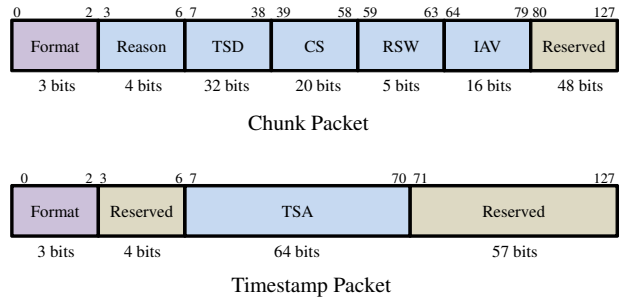 0 2 3 6 7 38 39 58 59 63 64 79 80 127
Format Reason TSD CS RSW IAV Reserved
3 bits 4 bits 32 bits 20 bits 5 bits 16 bits 48 bits
Chunk Packet
0 2 3 6 7 70 71 127
Format Reserved TSA Reserved
3 bits 4 bits 64 bits 57 bits
Timestamp Packet